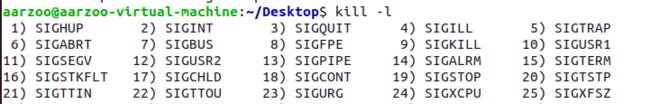 aarzoo@aarzoo-virtual-machine:~/Desktop$ kill -l
1) SIGHUP 2) SIGINT 3) SIGQUIT 4) SIGILL 5) SIGTRAP
6) SIGABRT 7) SIGBUS 8) SIGFPE 9) SIGKILL 10) SIGUSR1
11) SIGSEGV 12) SIGUSR2 13) SIGPIPE 14) SIGALRM 15) SIGTERM
16) SIGSTKFLT 17) SIGCHLD 18) SIGCONT 19) SIGSTOP 20) SIGTSTP
21) SIGTTIN 22) SIGTTOU 23) SIGURG 24) SIGXCPU 25) SIGXFSZ